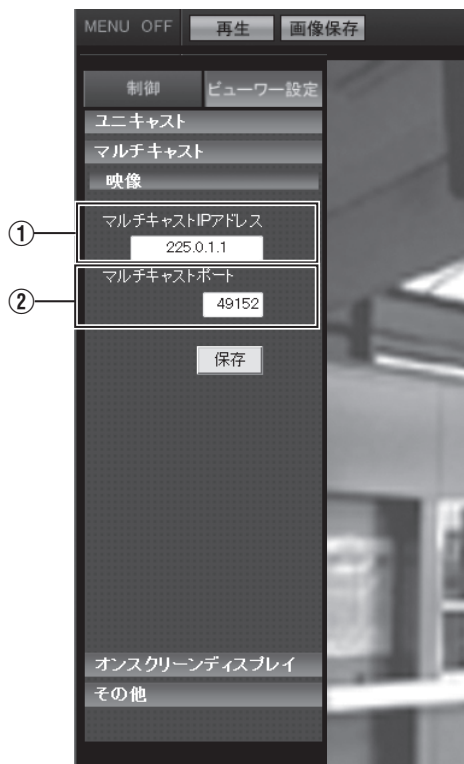 MENU OFF 再生 画像保存
制御 ビューワー設定
ユニキャスト
マルチキャスト
映像
① マルチキャストIPアドレス
225.0.1.1
② マルチキャストポート
49152
保存
オンスクリーンディスプレイ
その他